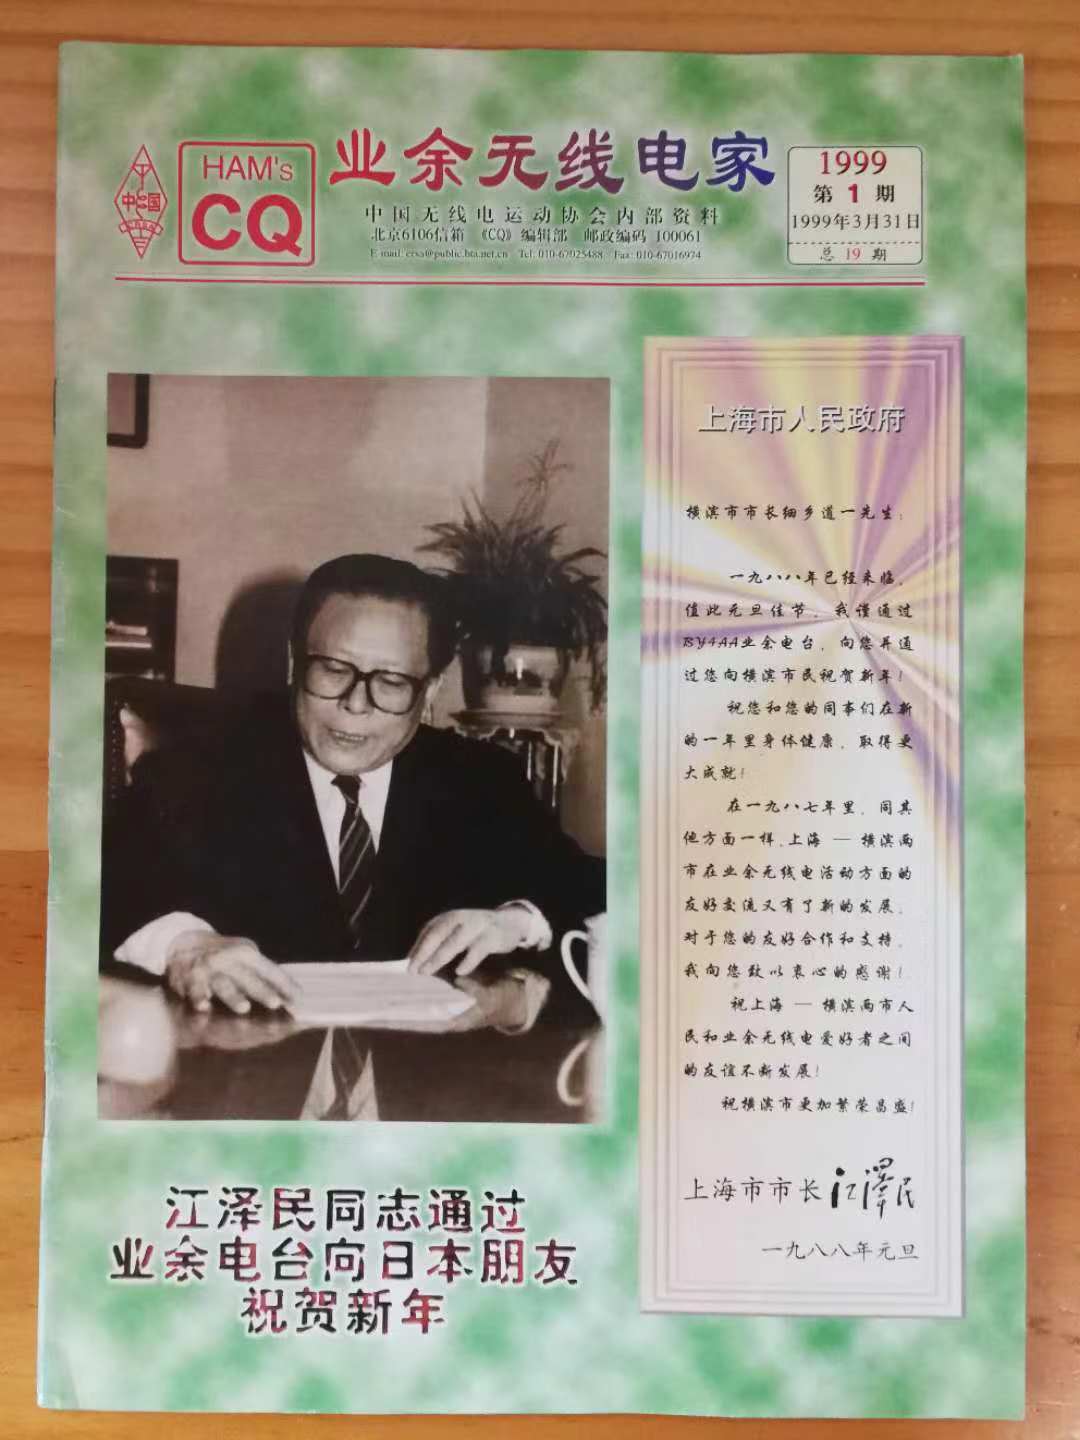 中国
HAM's
CQ
业余无线电家
中国无线电运动协会内部资料
北京6106信箱 《CQ》编辑部 邮政编码 100061
E-mail: crsa@public.bta.net.cn Tel: 010-67025488 Fax: 010-67016974
1999
第1期
1999年3月31日
总 19 期
上海市人民政府
横滨市市长细乡道一先生:
一九八八年已经来临,
值此元旦佳节,我谨通过
BY4AA业余电台,向您并通
过您向横滨市民祝贺新年!
祝您和您的同事们在新
的一年里身体健康,取得更
大成就!
在一九八七年里,同其
他方面一样,上海 — 横滨两
市在业余无线电活动方面的
友好交流又有了新的发展,
对于您的友好合作和支持,
我向您致以衷心的感谢!
祝上海 — 横滨两市人
民和业余无线电爱好者之间
的友谊不断发展!
祝横滨市更加繁荣昌盛!
上海市市长 江泽民
一九八八年元旦
江泽民同志通过
业余电台向日本朋友
祝贺新年